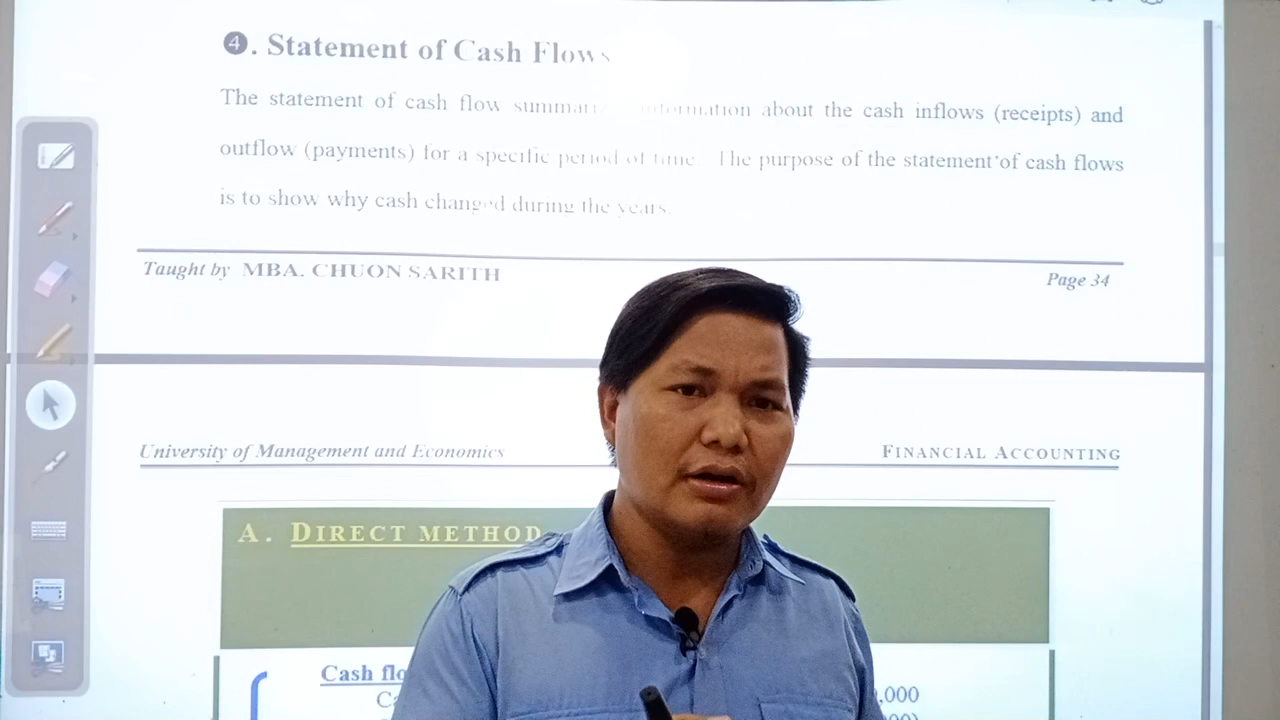 ❹. Statement of Cash Flows
The statement of cash flow information about the cash inflows (receipts) and
outflow (payments) for a specific period of time. The purpose of the statement of cash flows
is to show why cash changed during the years.
Taught by MBA. CHUON SARITH
Page 34
University of Management and Economics
FINANCIAL ACCOUNTING
A. DIRECT METHOD
Cash
,000